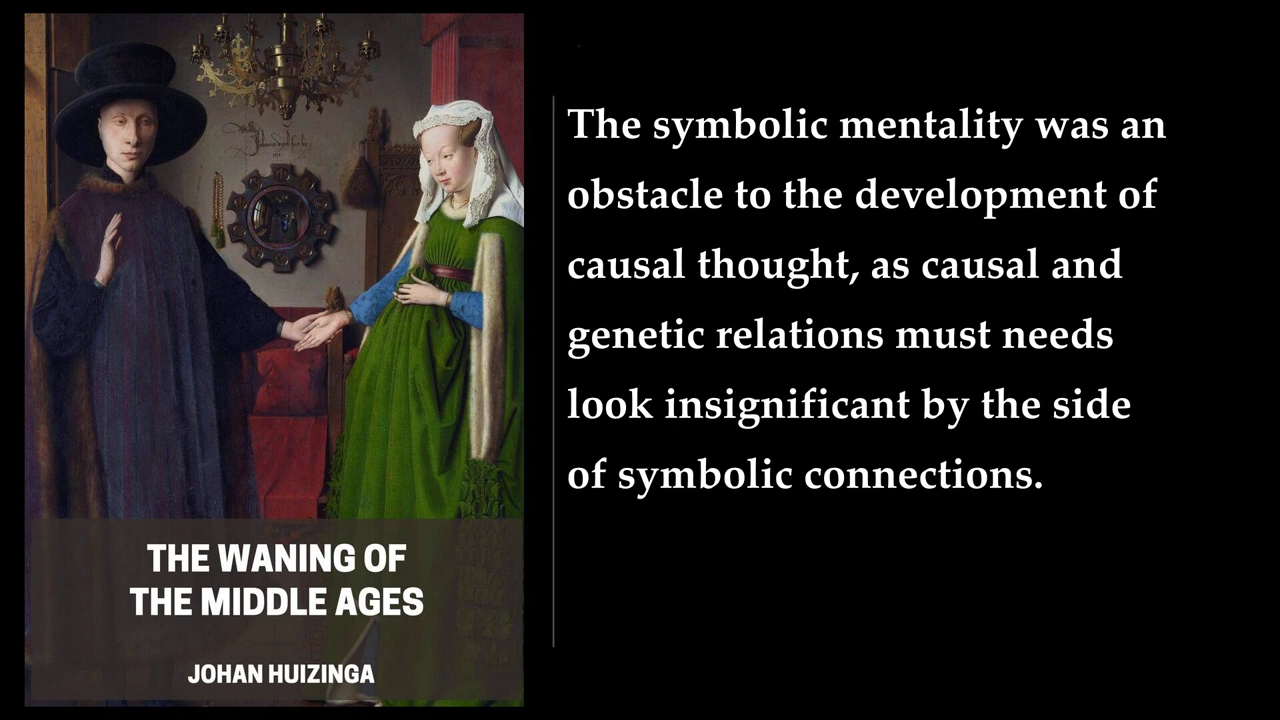 The symbolic mentality was an
obstacle to the development of
causal thought, as causal and
genetic relations must needs
look insignificant by the side
of symbolic connections.
THE WANING OF
THE MIDDLE AGES
JOHAN HUIZINGA